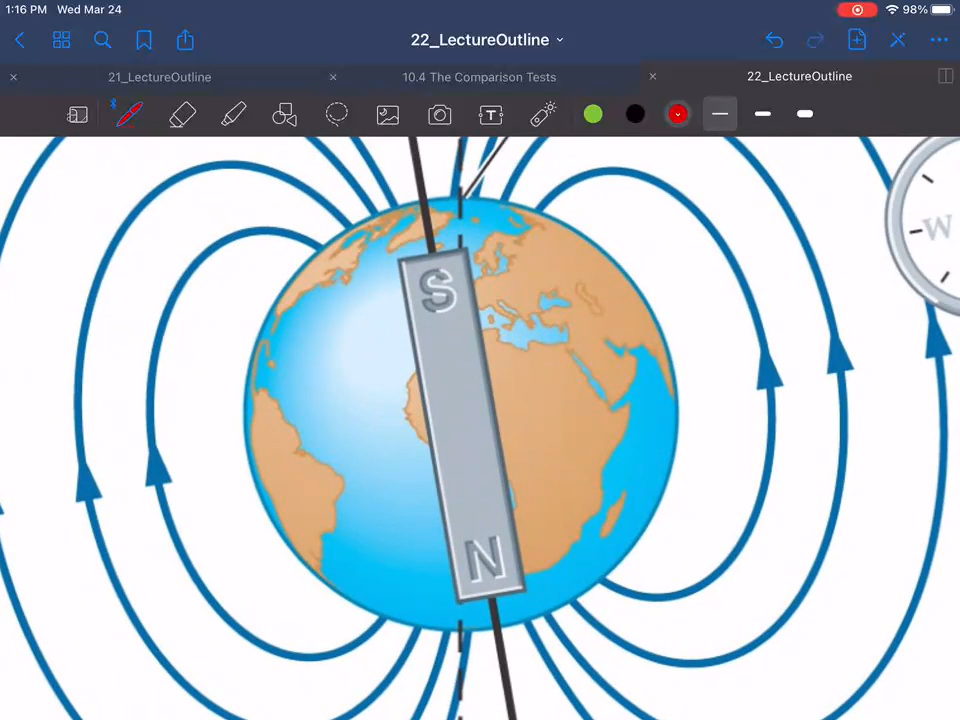 1:16 PM Wed Mar 24 98%
22_LectureOutline
21_LectureOutline 10.4 The Comparison Tests 22_LectureOutline
T
S
W
N